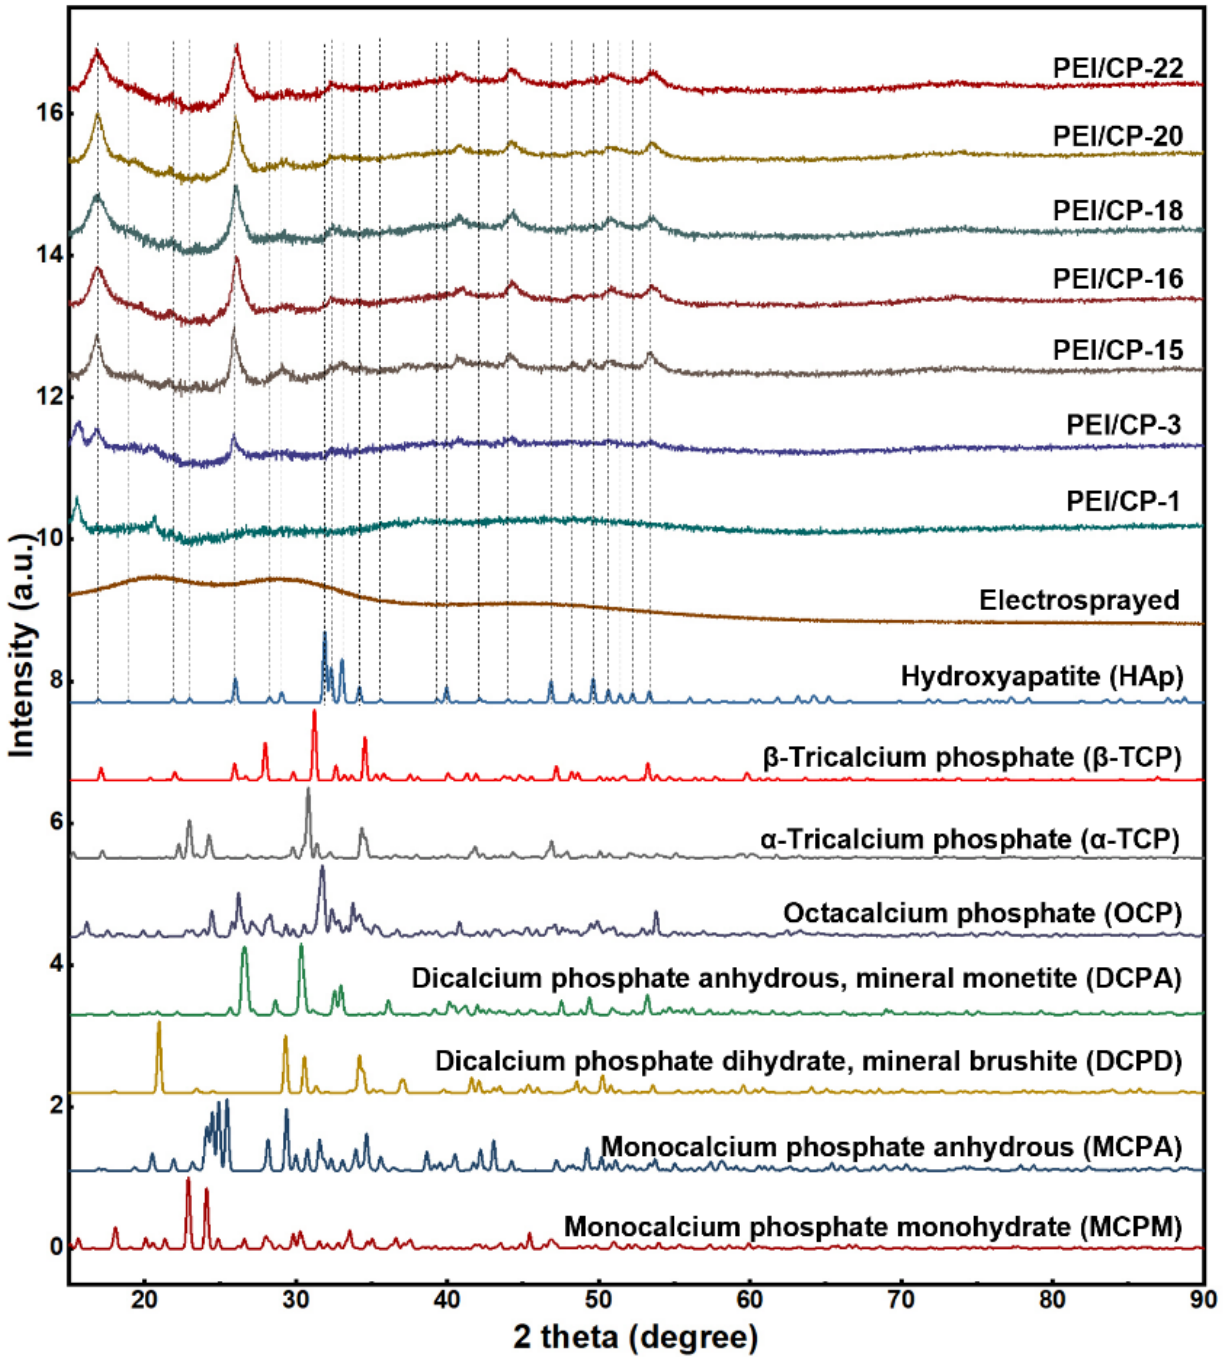 PEI/CP-22
16
PEI/CP-20
PEI/CP-18
14
PEI/CP-16
PEI/CP-15
12
PEI/CP-3
PEI/CP-1
10
Electrosprayed
Hydroxyapatite (HAp)
8
β-Tricalcium phosphate (β-TCP)
6
α-Tricalcium phosphate (α-TCP)
Octacalcium phosphate (OCP)
4
Dicalcium phosphate anhydrous, mineral monetite (DCPA)
Dicalcium phosphate dihydrate, mineral brushite (DCPD)
2
Monocalcium phosphate anhydrous (MCPA)
Monocalcium phosphate monohydrate (MCPM)
0
Intensity (a.u.)
20 30 40 50 60 70 80 90
2 theta (degree)